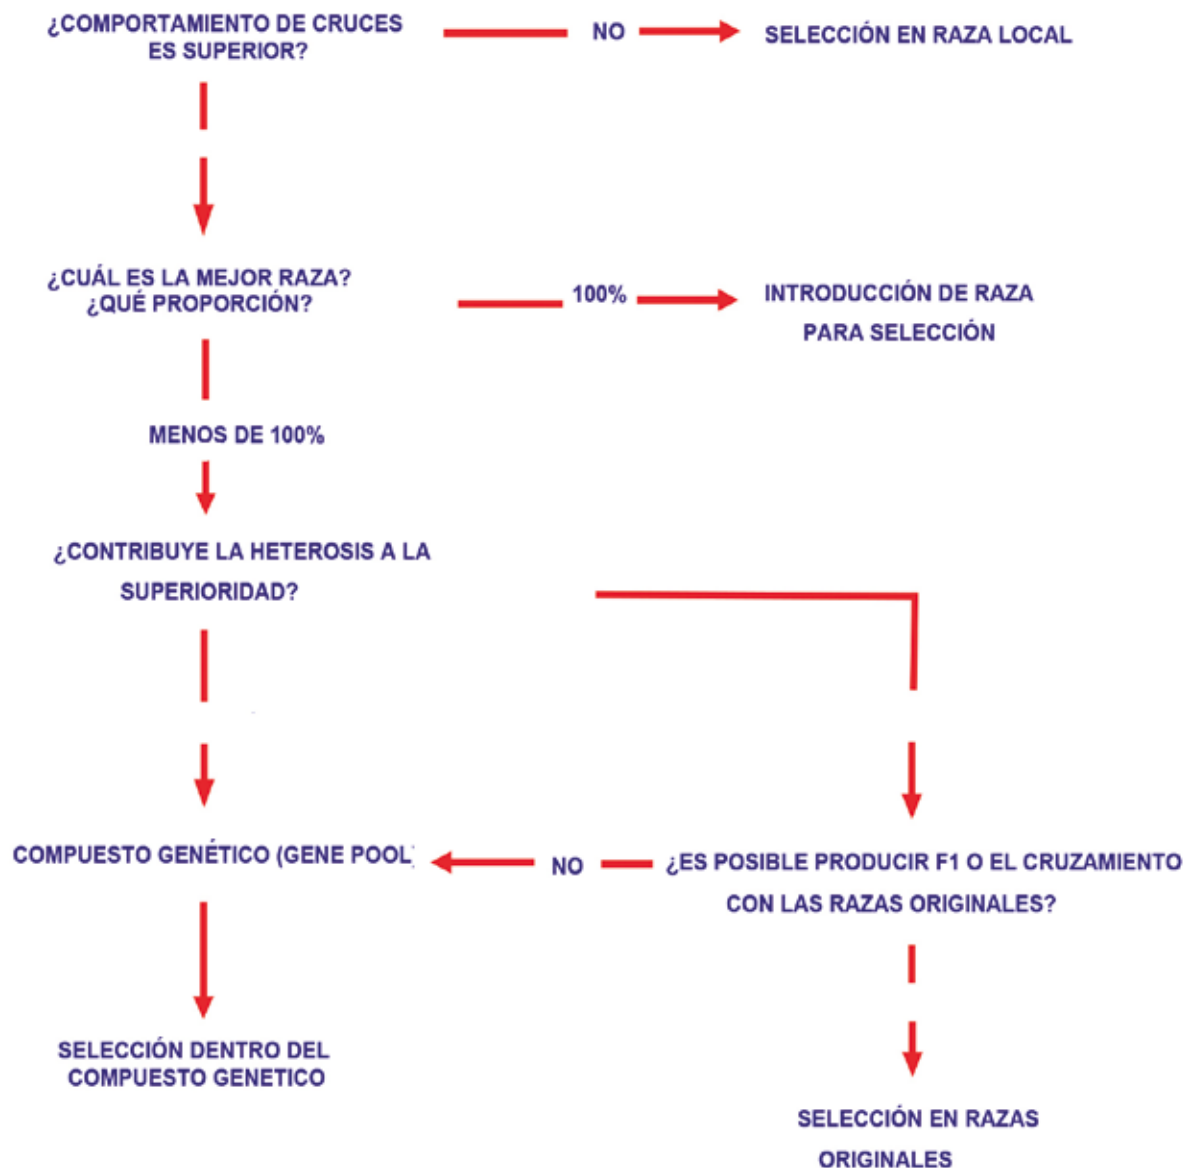 ¿COMPORTAMIENTO DE CRUCES
ES SUPERIOR?
NO
SELECCIÓN EN RAZA LOCAL
¿CUÁL ES LA MEJOR RAZA?
¿QUÉ PROPORCIÓN?
100%
INTRODUCCIÓN DE RAZA
PARA SELECCIÓN
MENOS DE 100%
¿CONTRIBUYE LA HETEROSIS A LA
SUPERIORIDAD?
COMPUESTO GENÉTICO (GENE POOL)
NO
¿ES POSIBLE PRODUCIR F1 O EL CRUZAMIENTO
CON LAS RAZAS ORIGINALES?
SELECCIÓN DENTRO DEL
COMPUESTO GENETICO
SELECCIÓN EN RAZAS
ORIGINALES